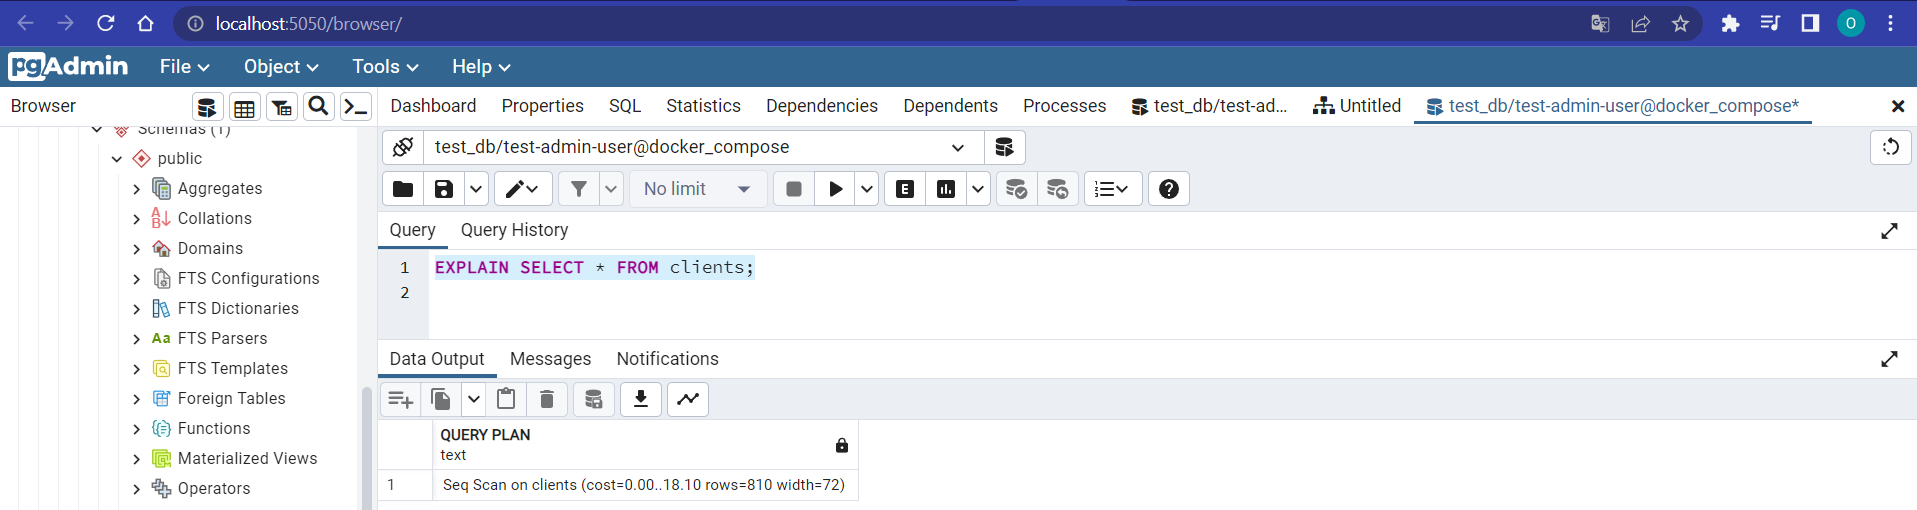 localhost:5050/browser/
O
pgAdmin File Object Tools Help
Browser
Dashboard Properties SQL Statistics Dependencies Dependents Processes test_db/test-ad... Untitled test_db/test-admin-user@docker_compose*
Schemas (1)
public
Aggregates
Collations
Domains
FTS Configurations
FTS Dictionaries
Aa FTS Parsers
FTS Templates
Foreign Tables
Functions
Materialized Views
Operators
test_db/test-admin-user@docker_compose
No limit
E
Query Query History
1 EXPLAIN SELECT * FROM clients;
2
Data Output Messages Notifications
QUERY PLAN
text
1 Seq Scan on clients (cost=0.00..18.10 rows=810 width=72)